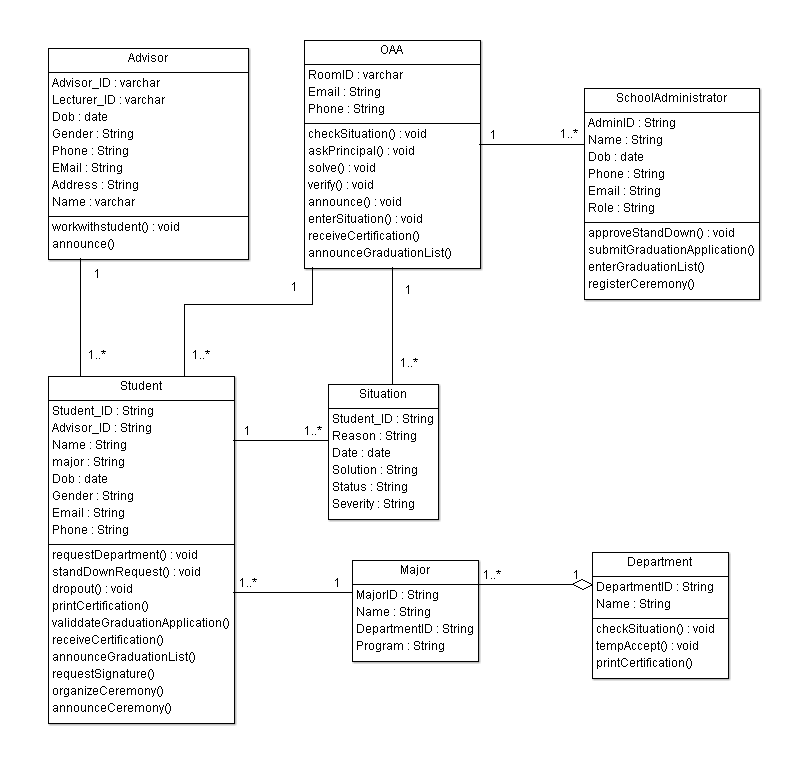 Advisor
Advisor_ID : varchar
Lecturer_ID : varchar
Dob : date
Gender : String
Phone : String
EMail : String
Address : String
Name : varchar
workwithstudent() : void
announce()
OAA
RoomID : varchar
Email : String
Phone : String
checkSituation() : void
askPrincipal() : void
solve() : void
verify() : void
announce() : void
enterSituation() : void
receiveCertification()
announceGraduationList()
1
1..*
SchoolAdministrator
AdminID : String
Name : String
Dob : date
Phone : String
Email : String
Role : String
approveStandDown() : void
submitGraduationApplication()
enterGraduationList()
registerCeremony()
1
1
1
1..*
1..*
1..*
Student
Student_ID : String
Advisor_ID : String
Name : String
major : String
Dob : date
Gender : String
Email : String
Phone : String
requestDepartment() : void
standDownRequest() : void
dropout() : void
printCertification()
validdateGraduationApplication()
receiveCertification()
announceGraduationList()
requestSignature()
organizeCeremony()
announceCeremony()
1
1..*
Situation
Student_ID : String
Reason : String
Date : date
Solution : String
Status : String
Severity : String
1..*
1
Major
MajorID : String
Name : String
DepartmentID : String
Program : String
1..*
1
Department
DepartmentID : String
Name : String
checkSituation() : void
tempAccept() : void
printCertification()